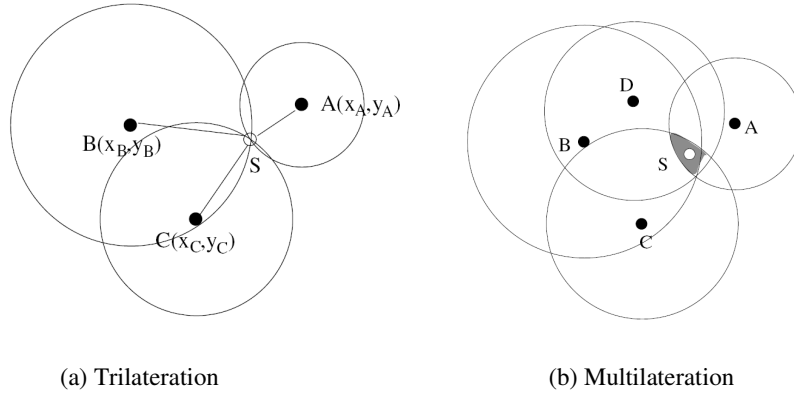 A(x_A,y_A)
B(x_B,y_B)
S
C(x_C,y_C)
D
A
B
S
C
(a) Trilateration
(b) Multilateration